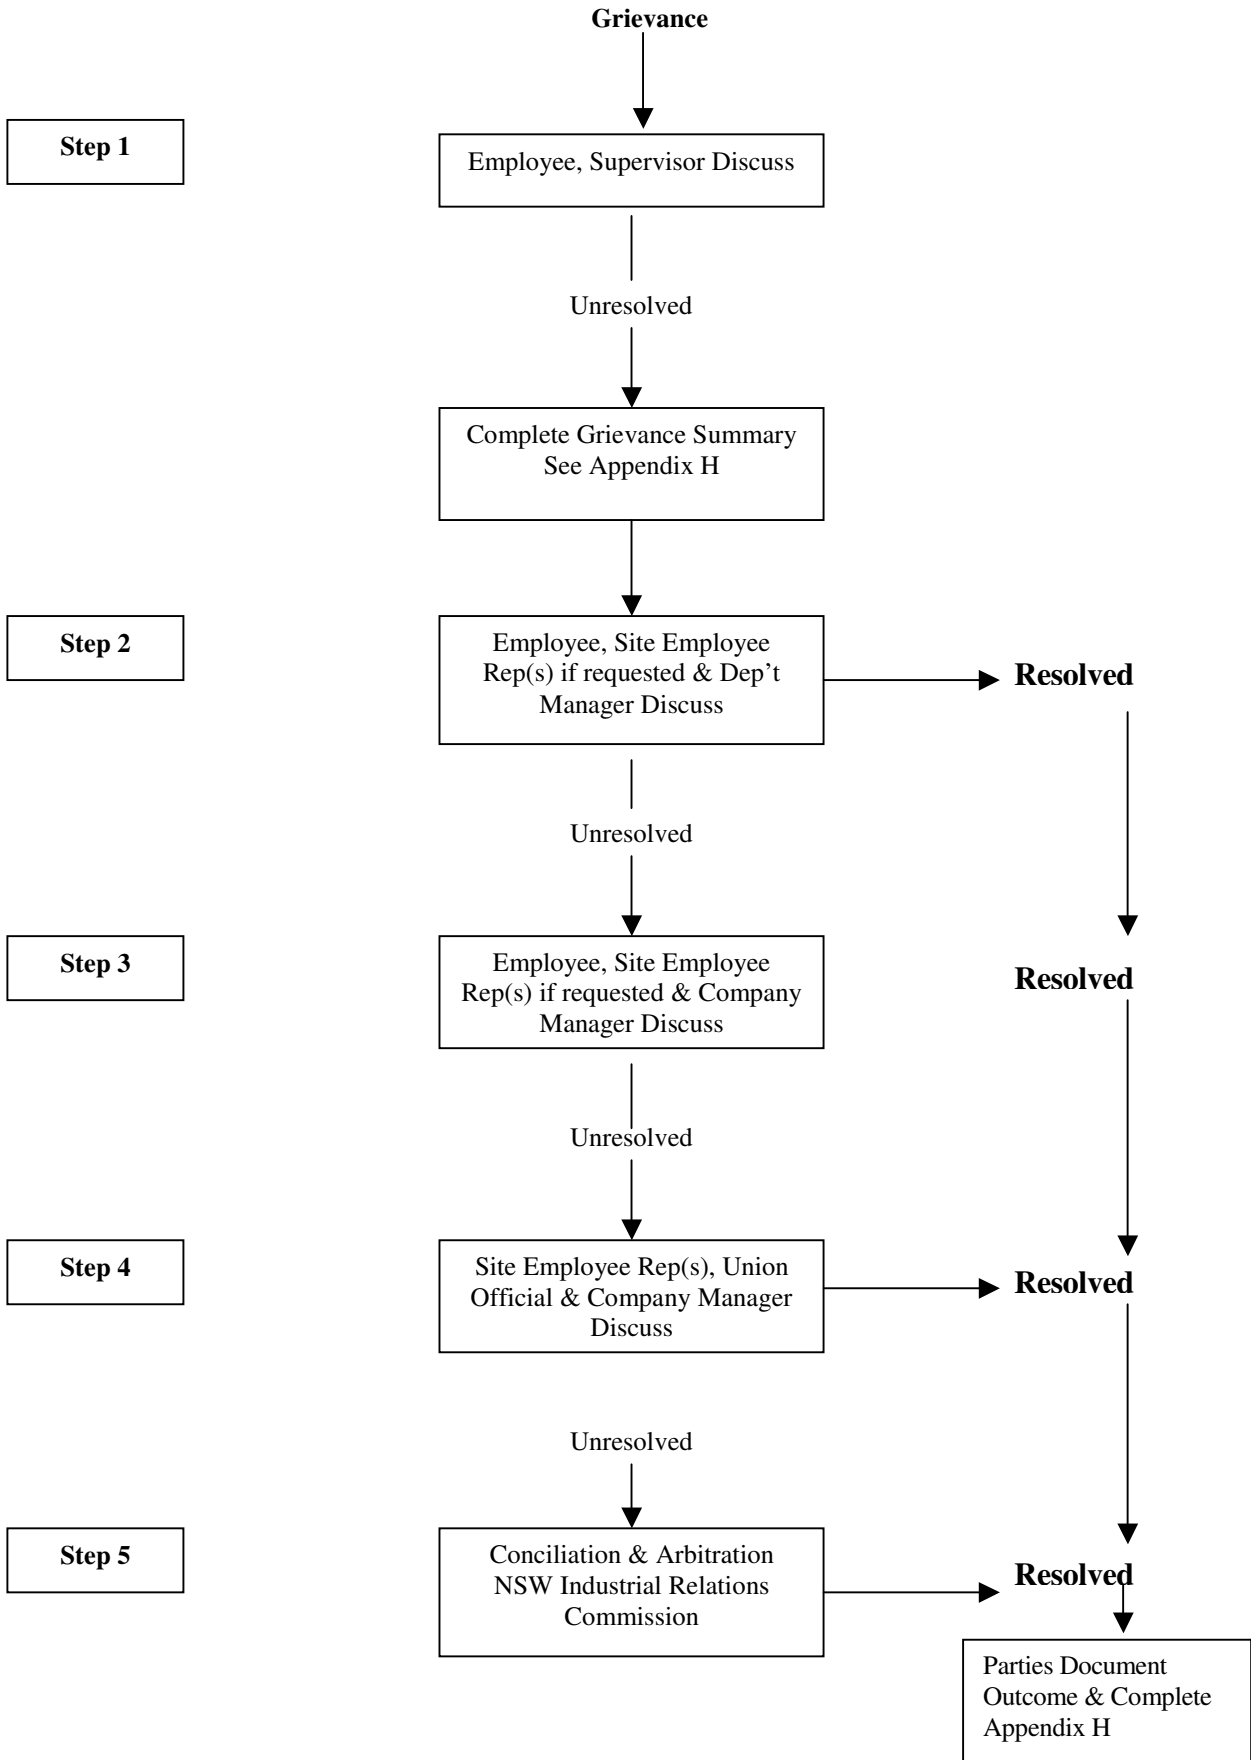 Grievance
Step 1
Employee, Supervisor Discuss
Unresolved
Complete Grievance Summary
See Appendix H
Step 2
Employee, Site Employee
Rep(s) if requested & Dep’t
Manager Discuss
Resolved
Unresolved
Step 3
Employee, Site Employee
Rep(s) if requested & Company
Manager Discuss
Resolved
Unresolved
Step 4
Site Employee Rep(s), Union
Official & Company Manager
Discuss
Resolved
Unresolved
Step 5
Conciliation & Arbitration
NSW Industrial Relations
Commission
Resolved
Parties Document
Outcome & Complete
Appendix H